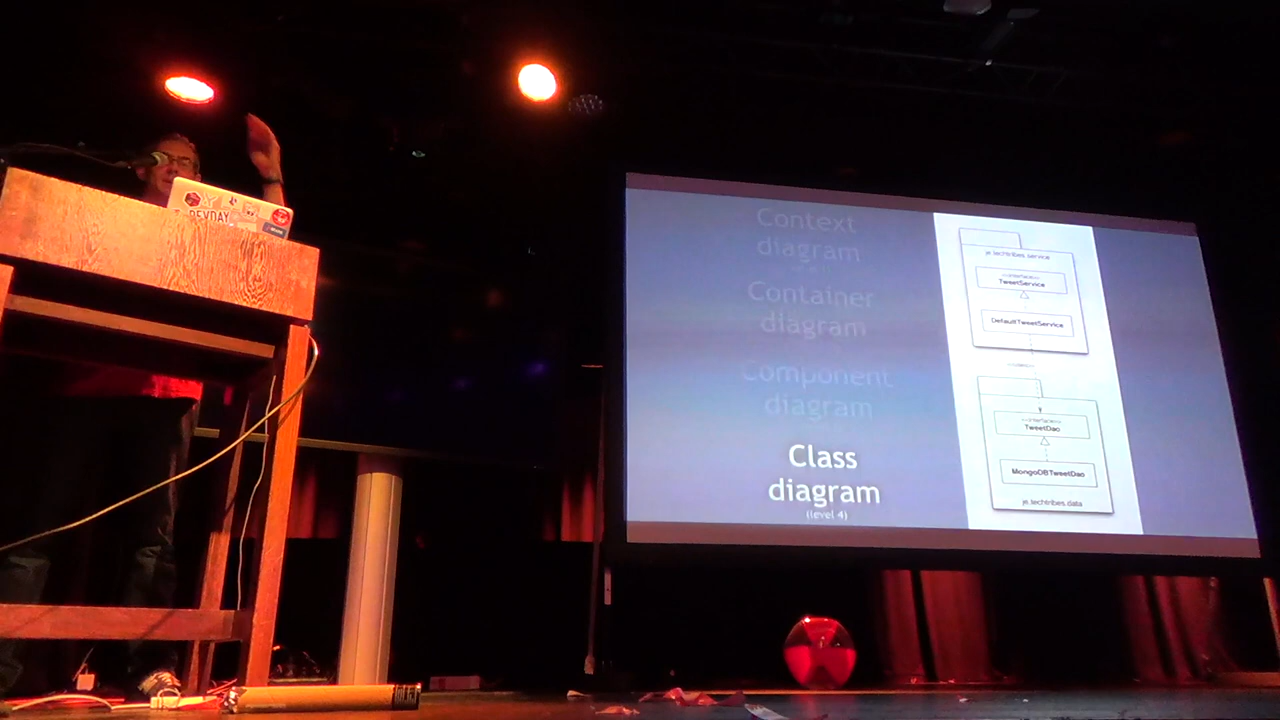 DEVDAY
Context
diagram
Container
diagram
Component
diagram
Class
diagram
(level 4)
je.techtribes.service
<<interface>>
TweetService
DefaultTweetService
<<interface>>
TweetDao
MongoDBTweetDao
je.techtribes.data